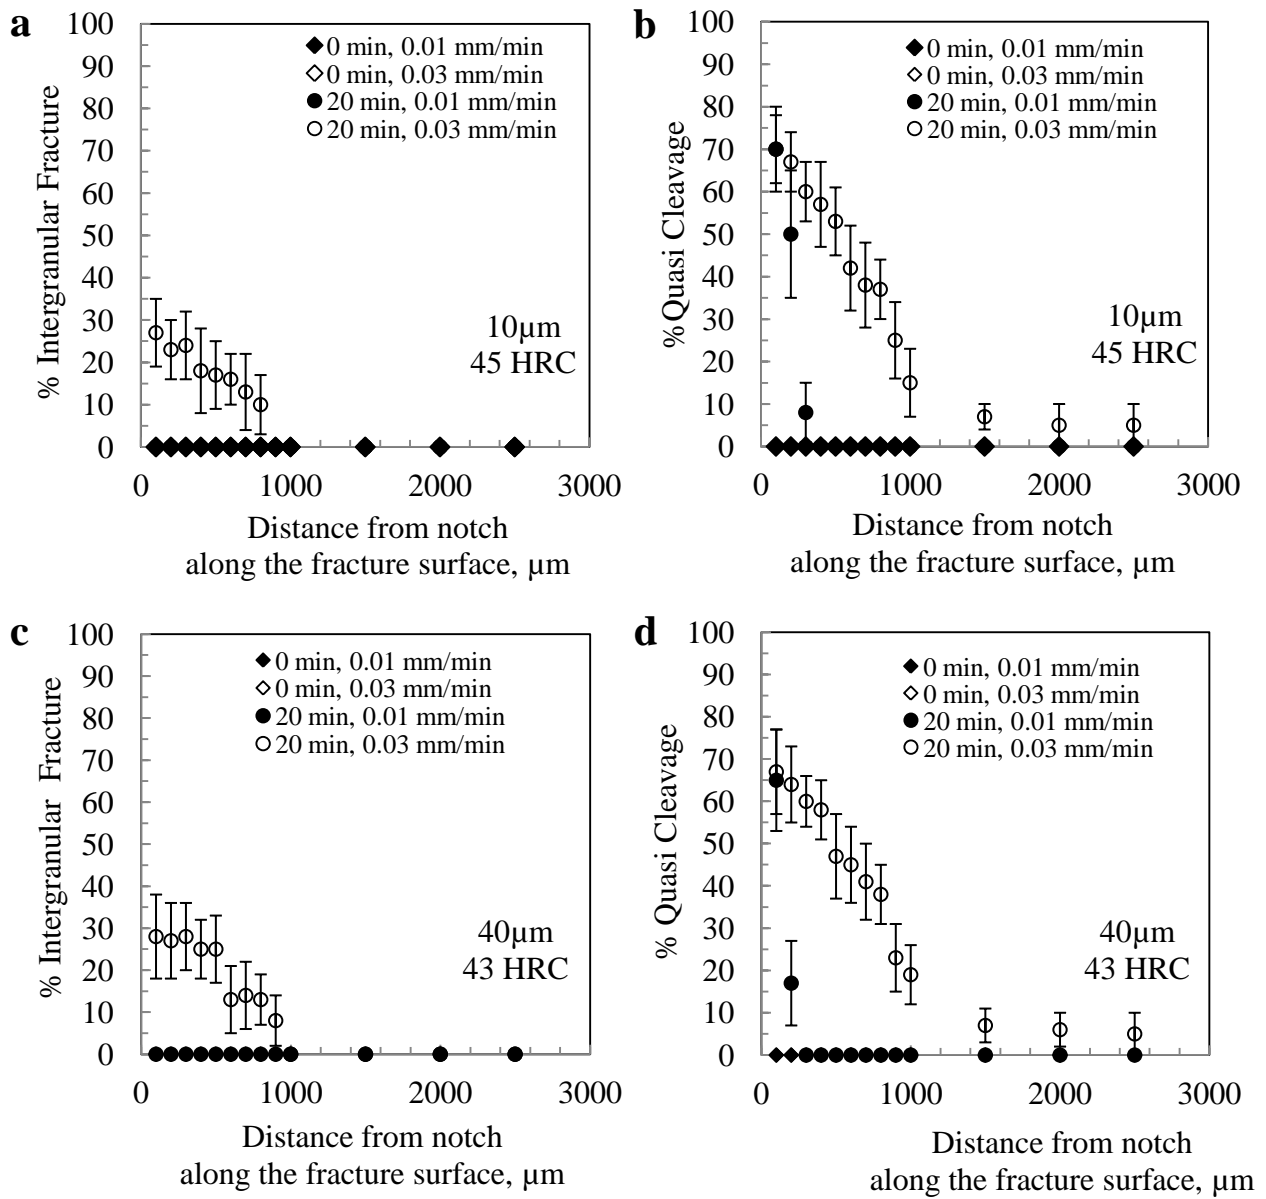 a
% Intergranular Fracture
100
90
80
70
60
50
40
30
20
10
0
0 min, 0.01 mm/min
0 min, 0.03 mm/min
20 min, 0.01 mm/min
20 min, 0.03 mm/min
10µm
45 HRC
0 1000 2000 3000
Distance from notch
along the fracture surface, µm
b
% Quasi Cleavage
100
90
80
70
60
50
40
30
20
10
0
0 min, 0.01 mm/min
0 min, 0.03 mm/min
20 min, 0.01 mm/min
20 min, 0.03 mm/min
10µm
45 HRC
0 1000 2000 3000
Distance from notch
along the fracture surface, µm
c
% Intergranular Fracture
100
90
80
70
60
50
40
30
20
10
0
0 min, 0.01 mm/min
0 min, 0.03 mm/min
20 min, 0.01 mm/min
20 min, 0.03 mm/min
40µm
43 HRC
0 1000 2000 3000
Distance from notch
along the fracture surface, µm
d
% Quasi Cleavage
100
90
80
70
60
50
40
30
20
10
0
0 min, 0.01 mm/min
0 min, 0.03 mm/min
20 min, 0.01 mm/min
20 min, 0.03 mm/min
40µm
43 HRC
0 1000 2000 3000
Distance from notch
along the fracture surface, µm